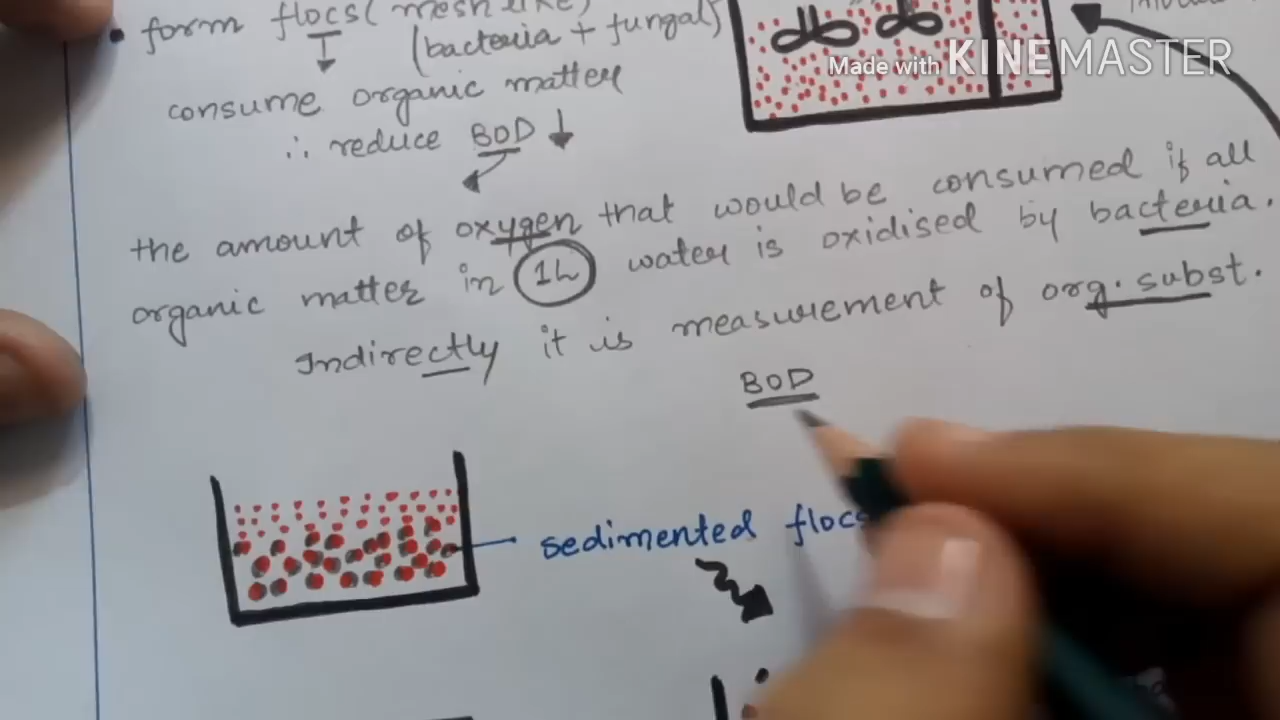 • form flocs (mesh like)
(bacteria + fungal)
consume organic matter
∴ reduce BOD ↓
the amount of oxygen that would be consumed if all
organic matter in 1L water is oxidised by bacteria.
Indirectly it is measurement of org. subst.
BOD
sedimented flocs
Made with KINEMASTER